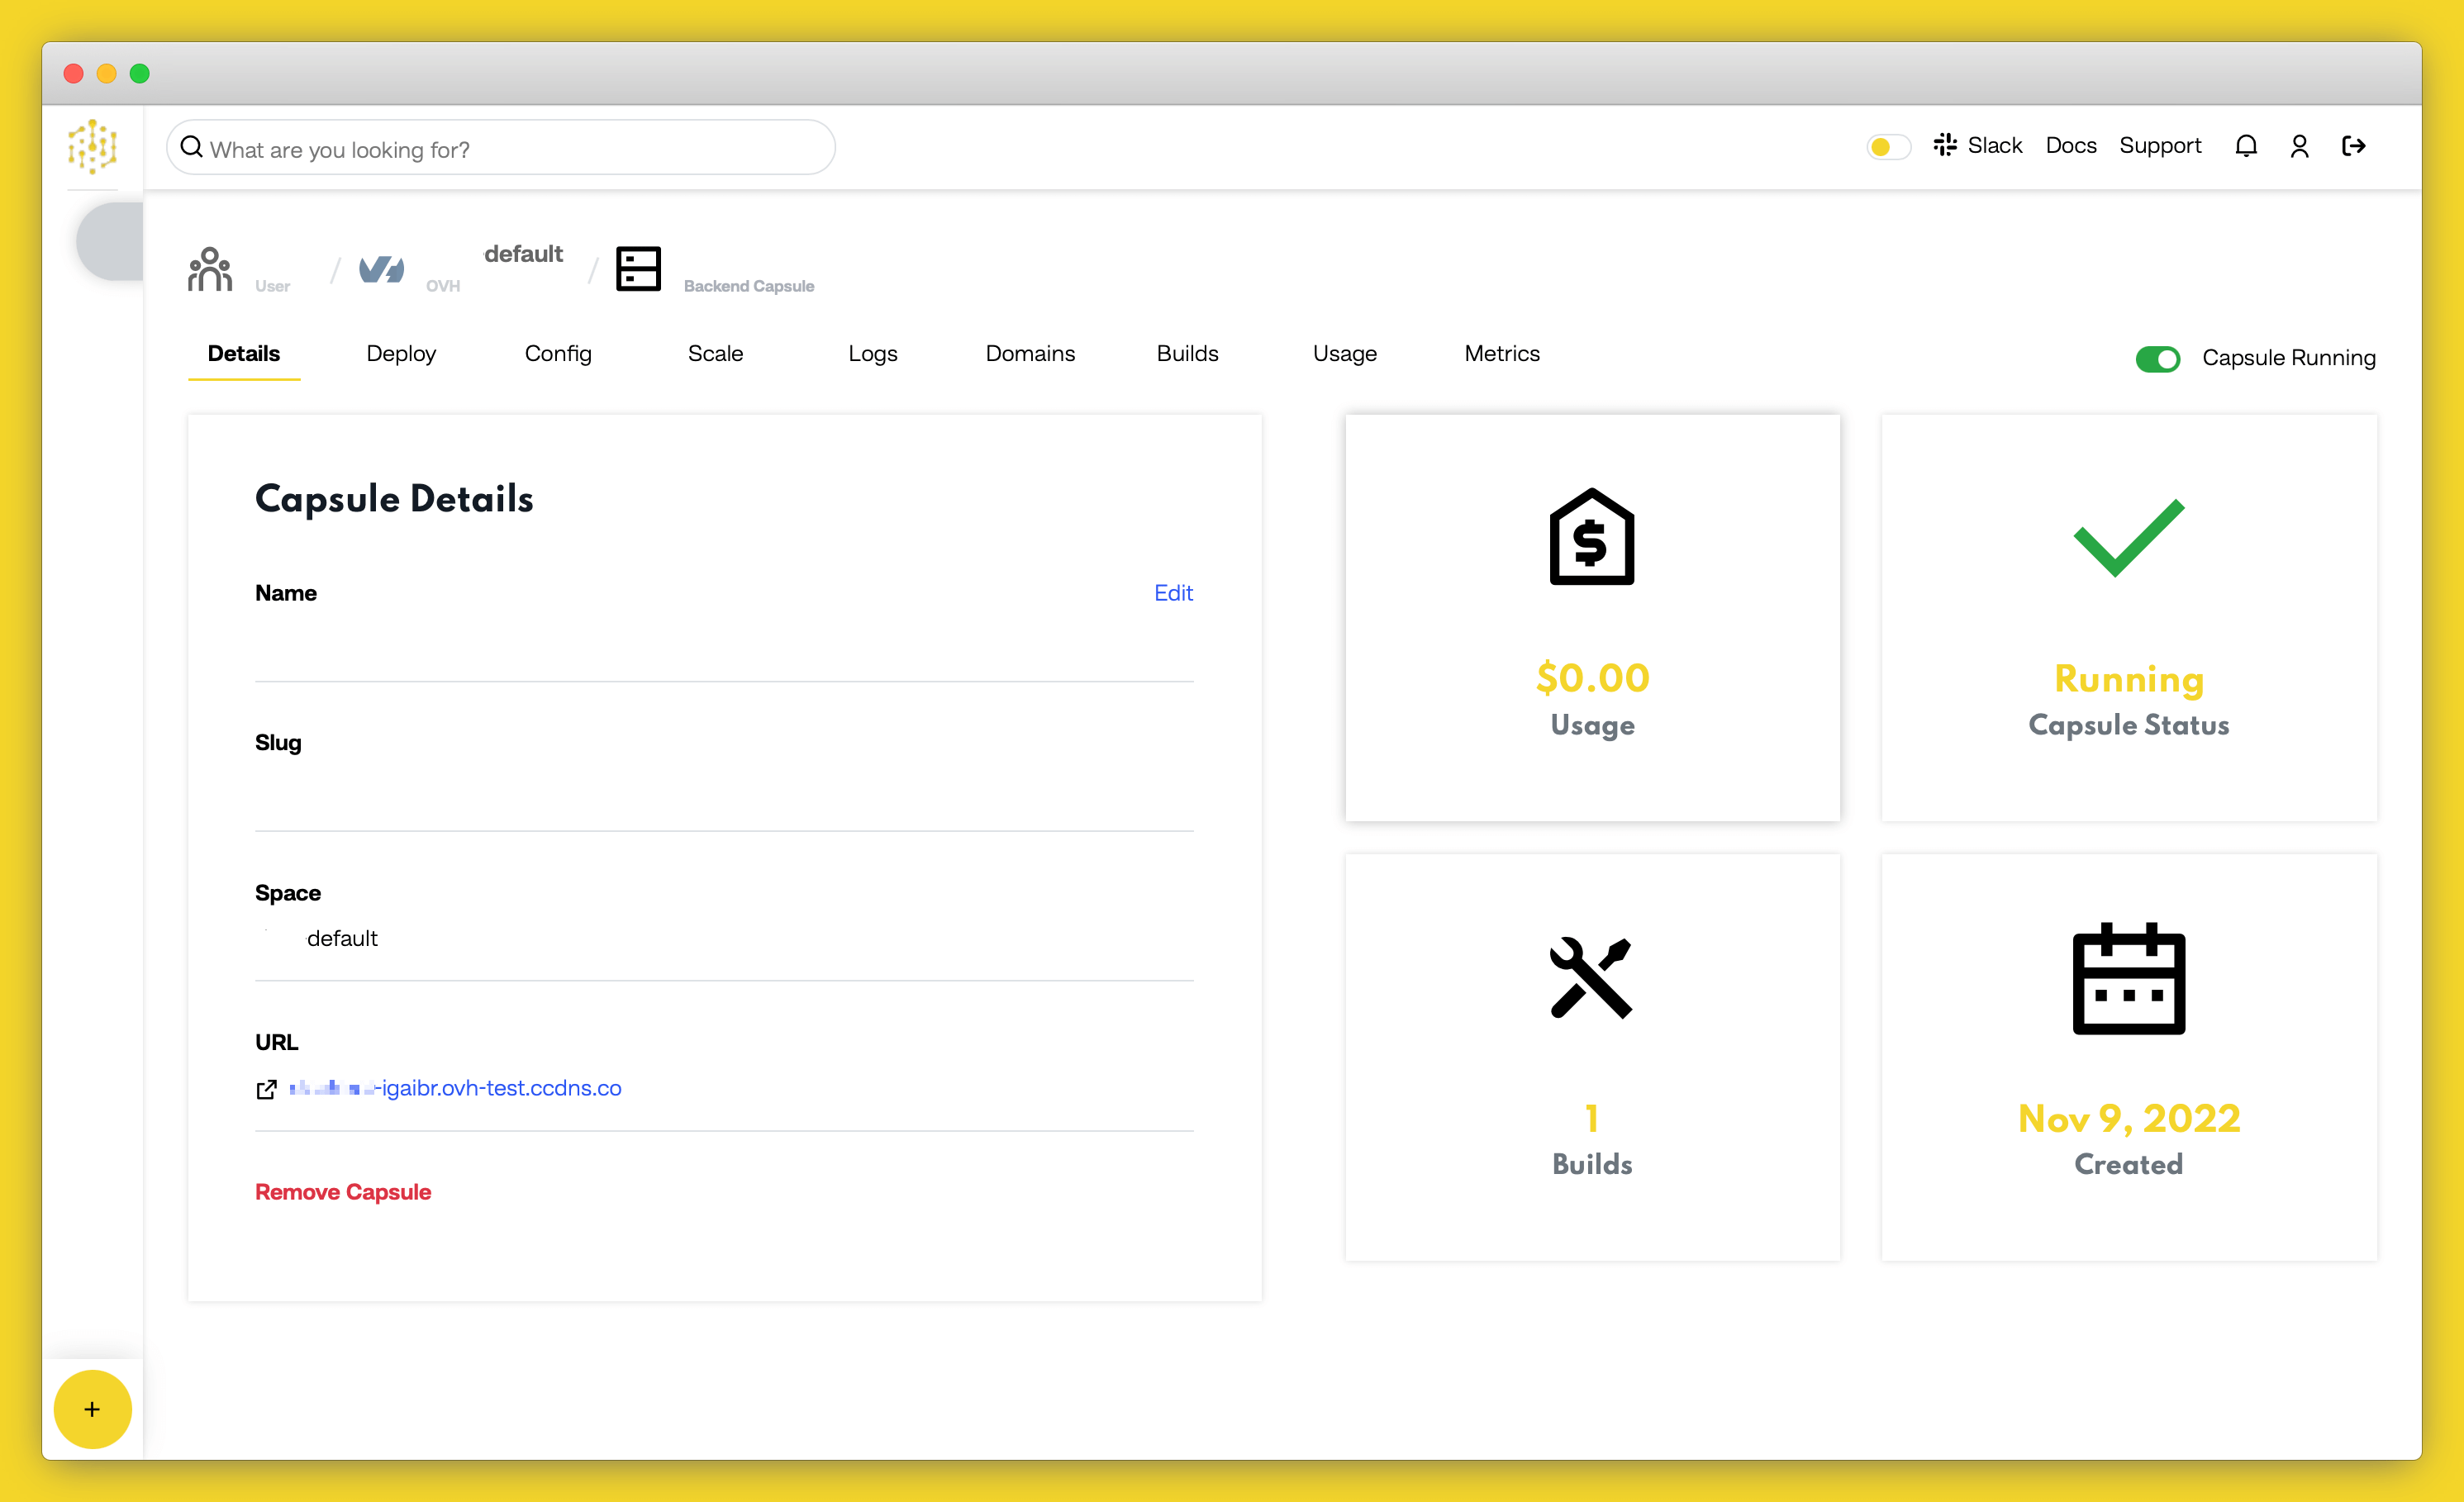 What are you looking for?
Slack Docs Support
User
OVH
default
Backend Capsule
Details Deploy Config Scale Logs Domains Builds Usage Metrics
Capsule Running
Capsule Details
Name
Edit
Slug
Space
default
URL
-igaibr.ovh-test.ccdns.co
Remove Capsule
$
$0.00
Usage
Running
Capsule Status
1
Builds
Nov 9, 2022
Created
+